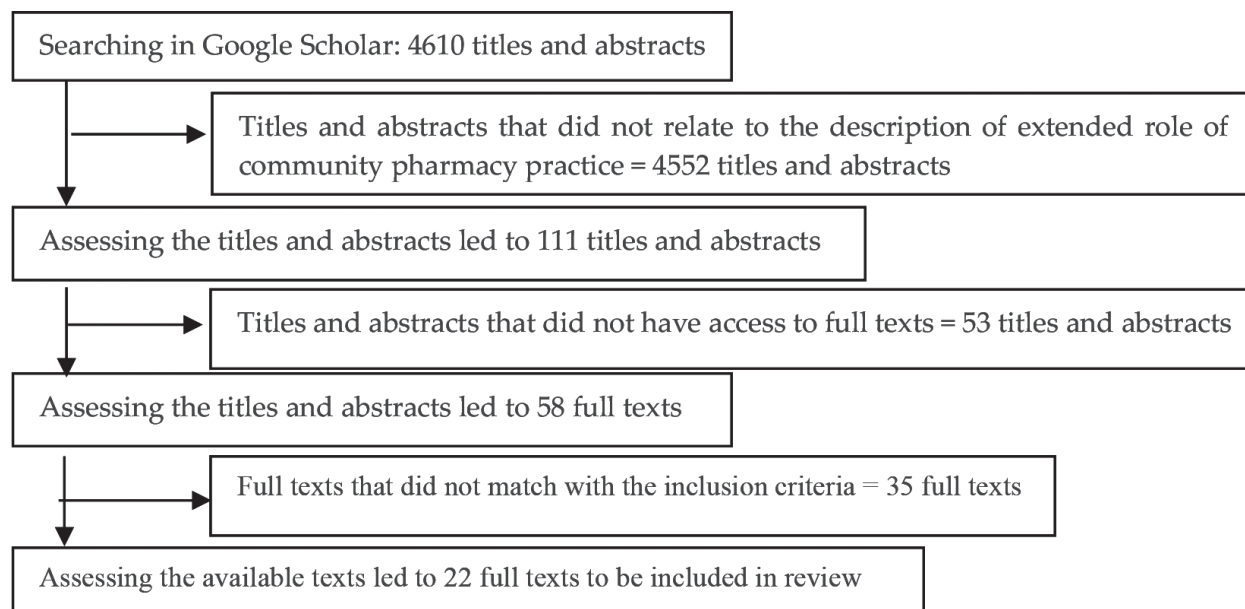 Searching in Google Scholar: 4610 titles and abstracts
Titles and abstracts that did not relate to the description of extended role of
community pharmacy practice = 4552 titles and abstracts
Assessing the titles and abstracts led to 111 titles and abstracts
Titles and abstracts that did not have access to full texts = 53 titles and abstracts
Assessing the titles and abstracts led to 58 full texts
Full texts that did not match with the inclusion criteria = 35 full texts
Assessing the available texts led to 22 full texts to be included in review